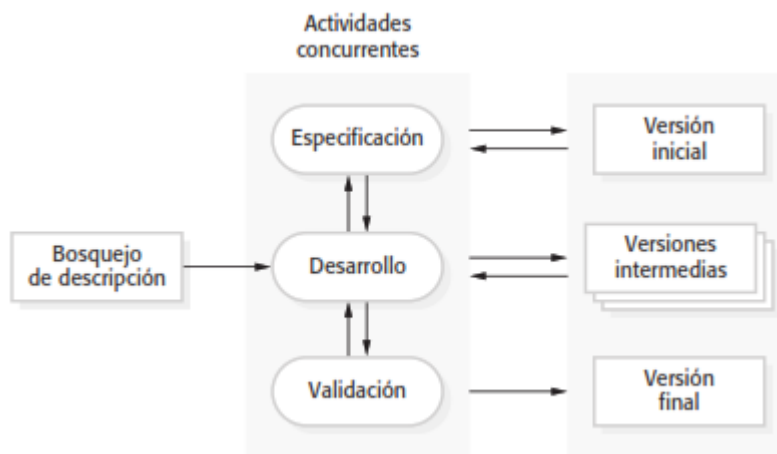 Actividades
concurrentes
Especificación
Versión
inicial
Bosquejo
de descripción
Desarrollo
Versiones
intermedias
Validación
Versión
final